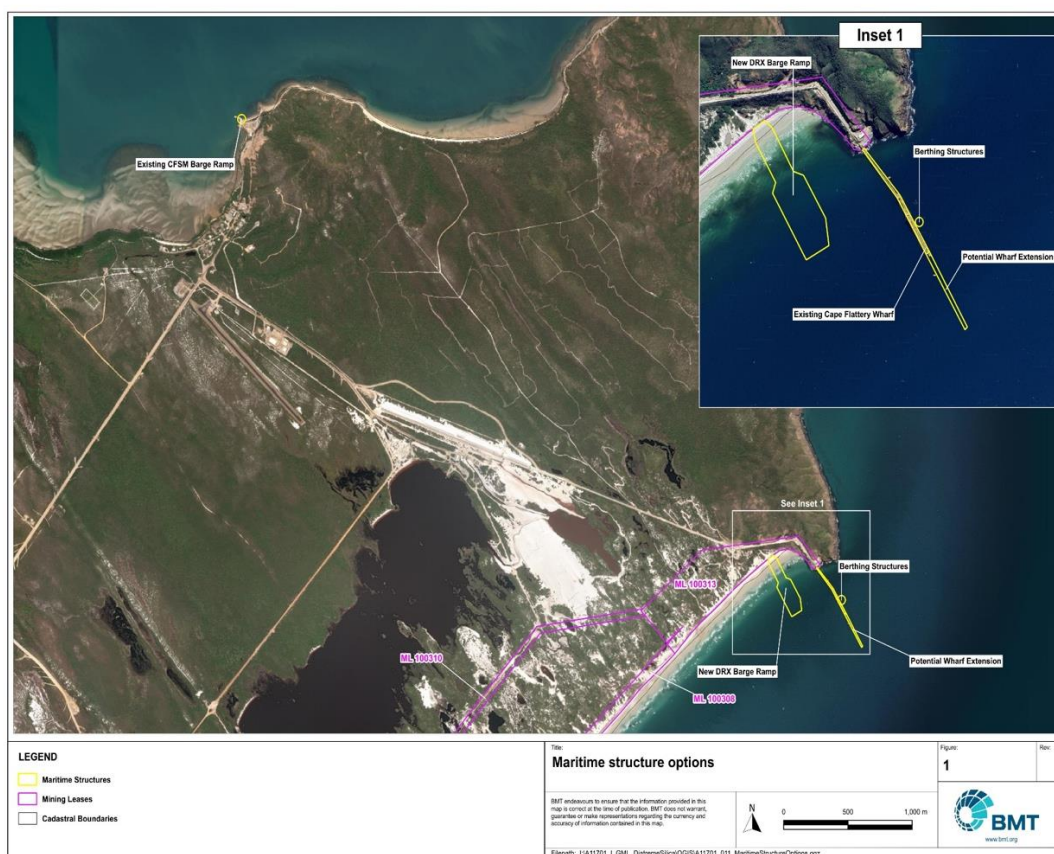 Inset 1
New DRX Barge Ramp
Berthing Structures
Potential Wharf Extension
Existing Cape Flattery Wharf
Existing CFSM Barge Ramp
See Inset 1
Berthing Structures
ML 100313
ML 100310
New DRX Barge Ramp
Potential Wharf Extension
ML 100308
LEGEND
Maritime Structures
Mining Leases
Cadastral Boundaries
Title:
Maritime structure options
Figure:
1
Rev:
BMT endeavours to ensure that the information provided in this
map is correct at the time of publication. BMT does not warrant,
guarantee or make representations regarding the currency and
accuracy of information contained in this map.
N
0 500 1,000 m
BMT
www.bmt.org